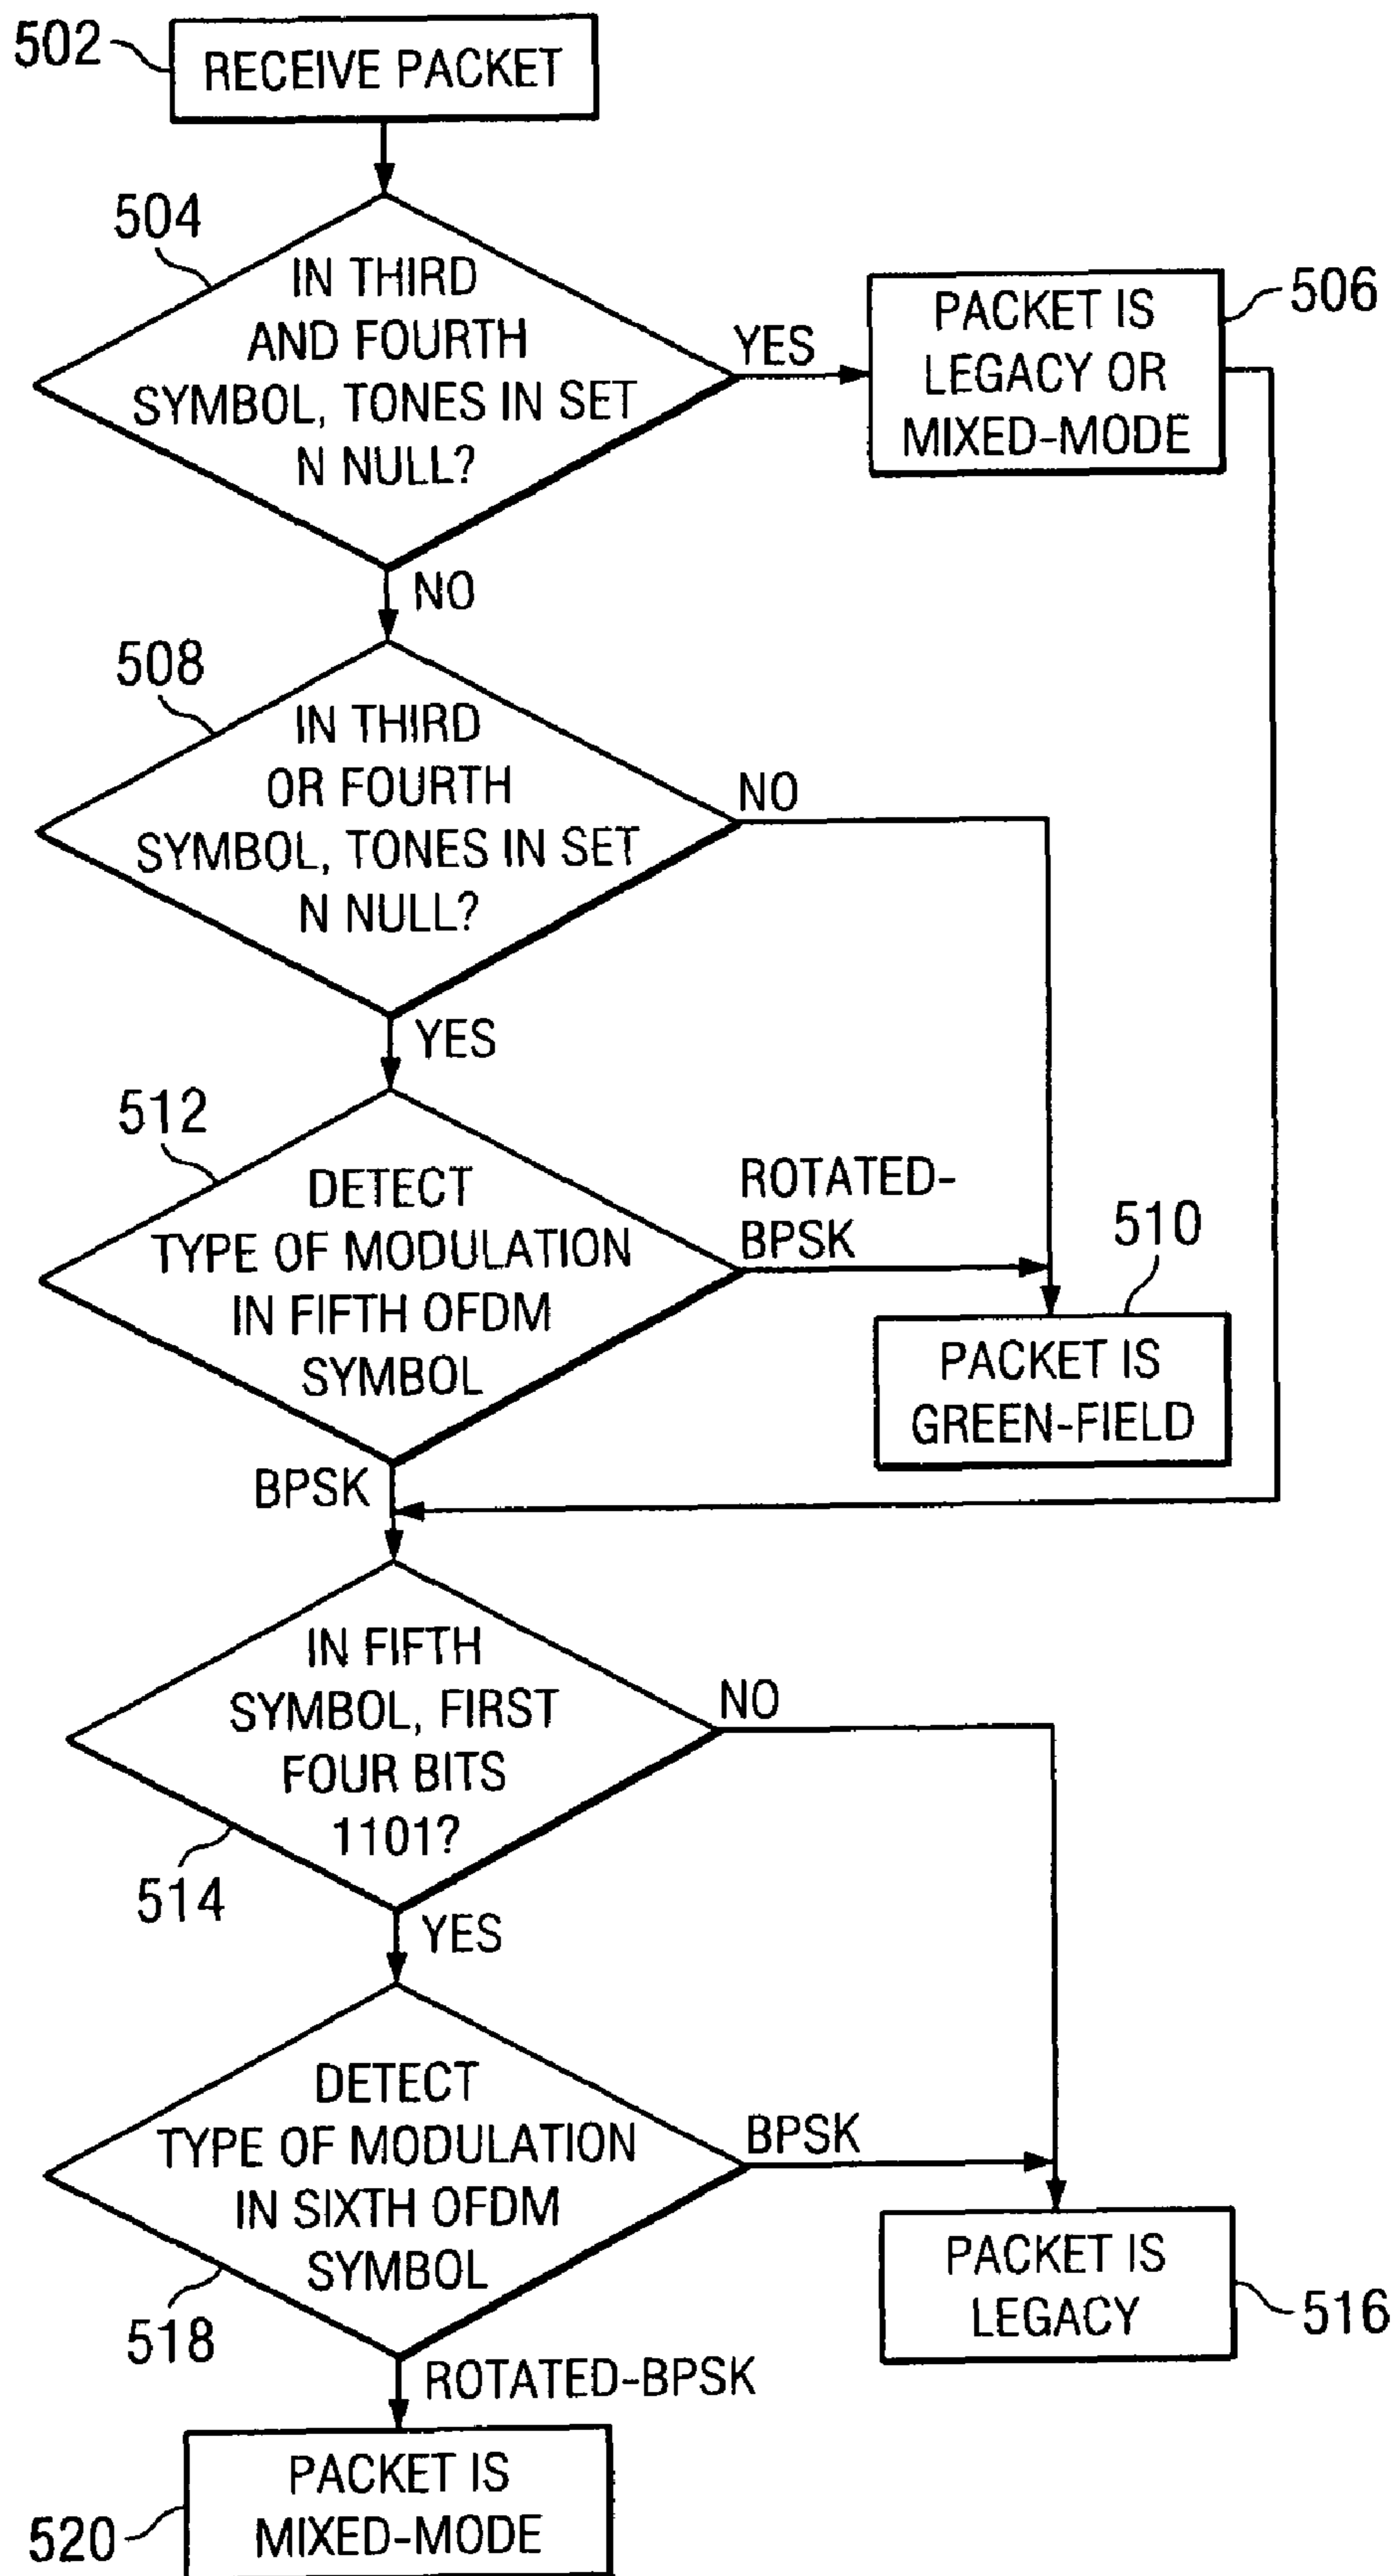 502
RECEIVE PACKET
504
IN THIRD
AND FOURTH
SYMBOL, TONES IN SET
N NULL?
YES
PACKET IS
LEGACY OR
MIXED-MODE
506
NO
508
IN THIRD
OR FOURTH
SYMBOL, TONES IN SET
N NULL?
NO
YES
512
DETECT
TYPE OF MODULATION
IN FIFTH OFDM
SYMBOL
ROTATED-
BPSK
510
PACKET IS
GREEN-FIELD
BPSK
IN FIFTH
SYMBOL, FIRST
FOUR BITS
1101?
NO
514
YES
DETECT
TYPE OF MODULATION
IN SIXTH OFDM
SYMBOL
BPSK
518
PACKET IS
LEGACY
516
ROTATED-BPSK
PACKET IS
MIXED-MODE
520